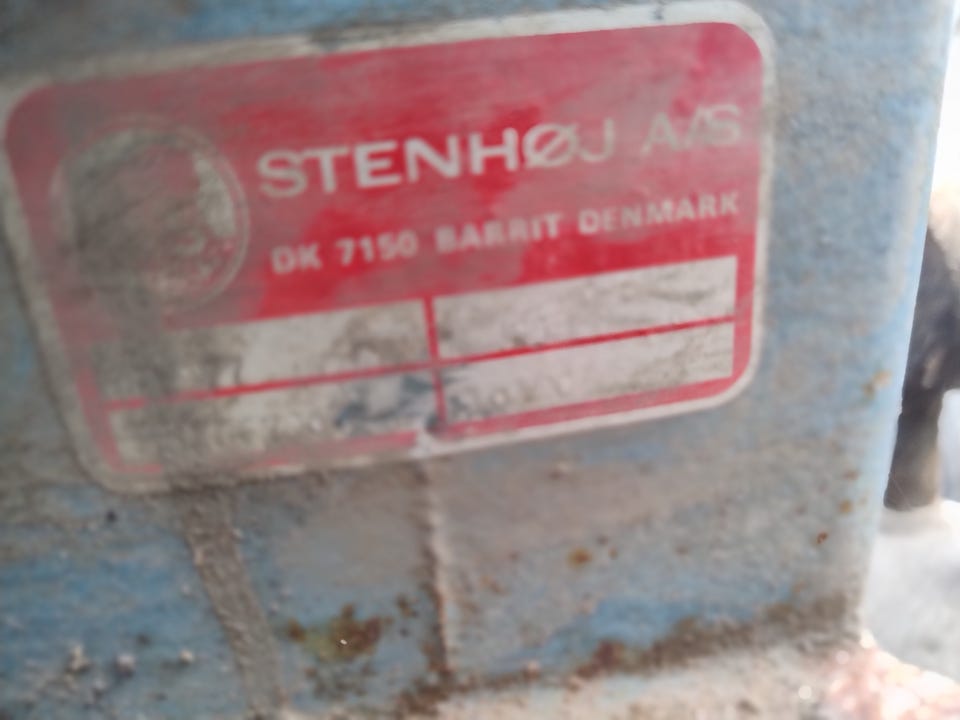 STENHØJ A/S
DK 7150 BARRIT DENMARK